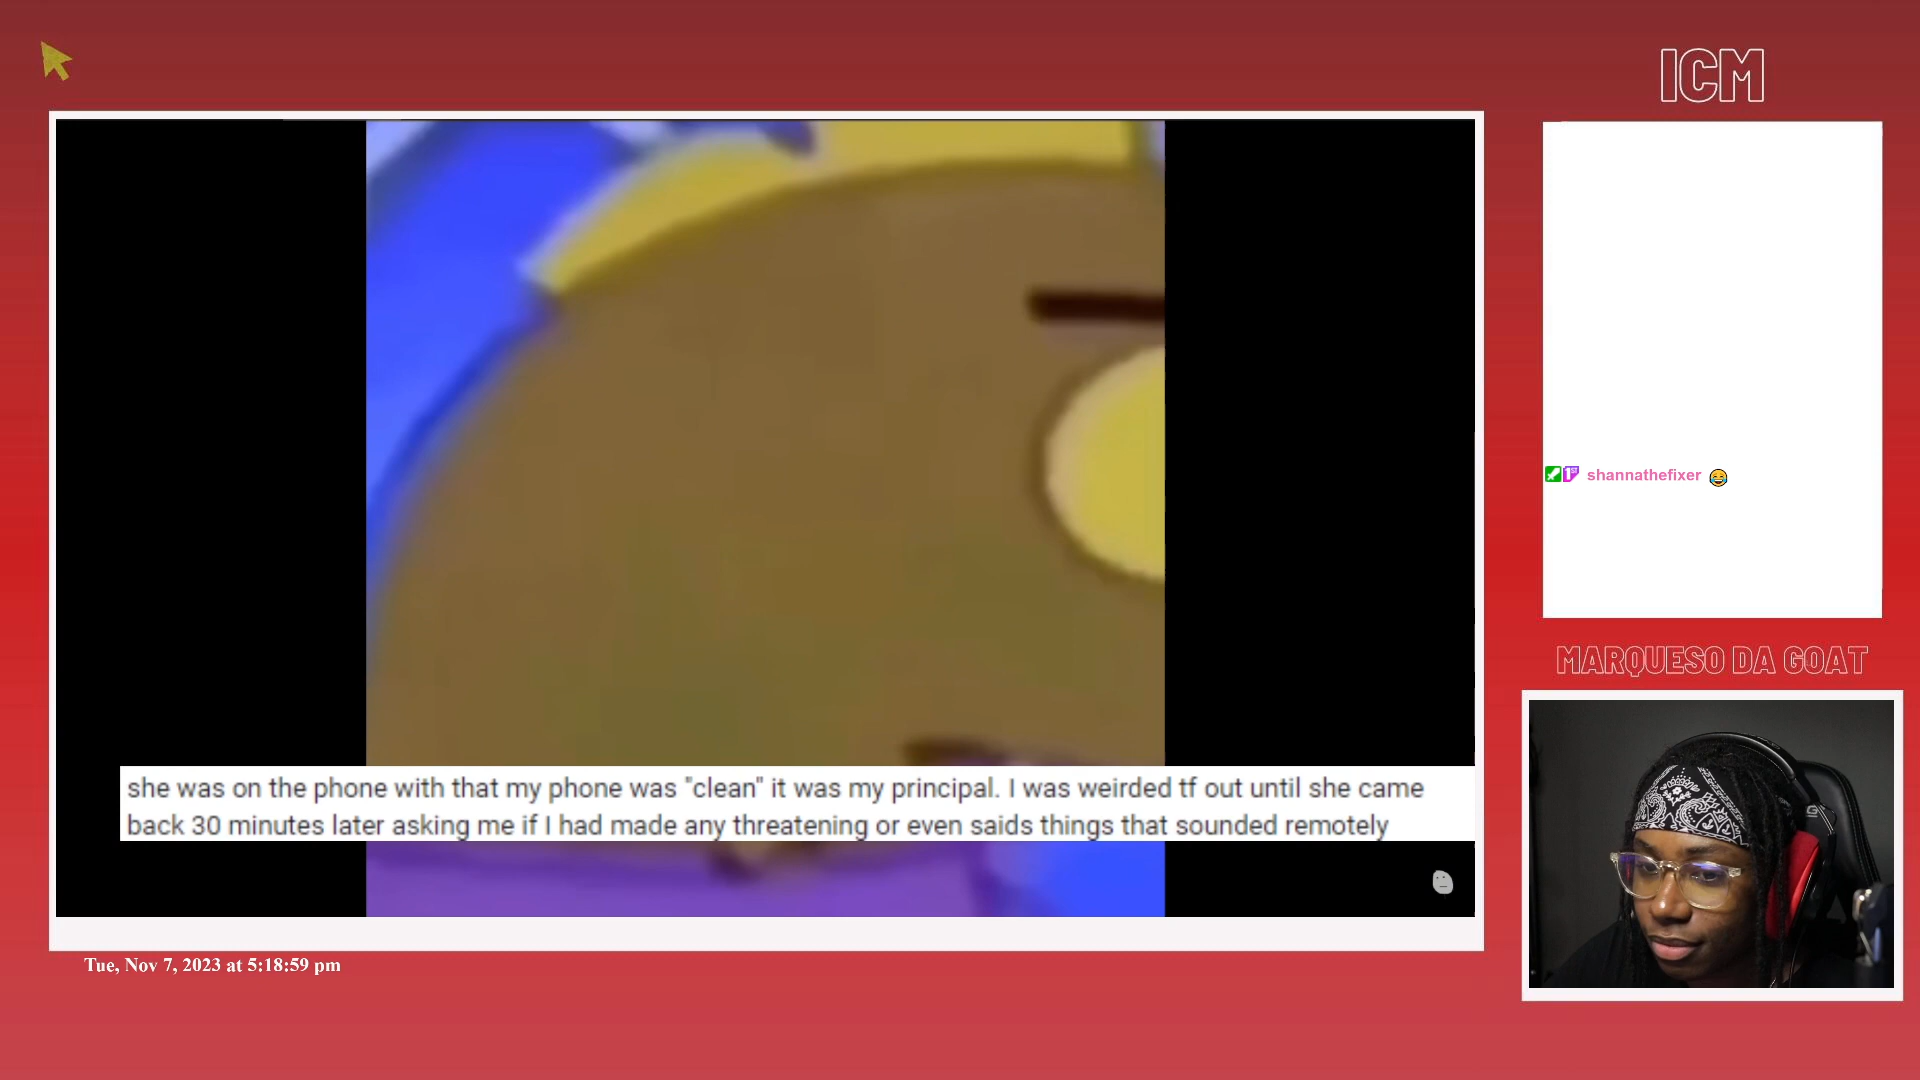 ICM
shannathefixer 😂
MARQUESO DA GOAT
she was on the phone with that my phone was "clean" it was my principal. I was weirded tf out until she came
back 30 minutes later asking me if I had made any threatening or even saids things that sounded remotely
Tue, Nov 7, 2023 at 5:18:59 pm